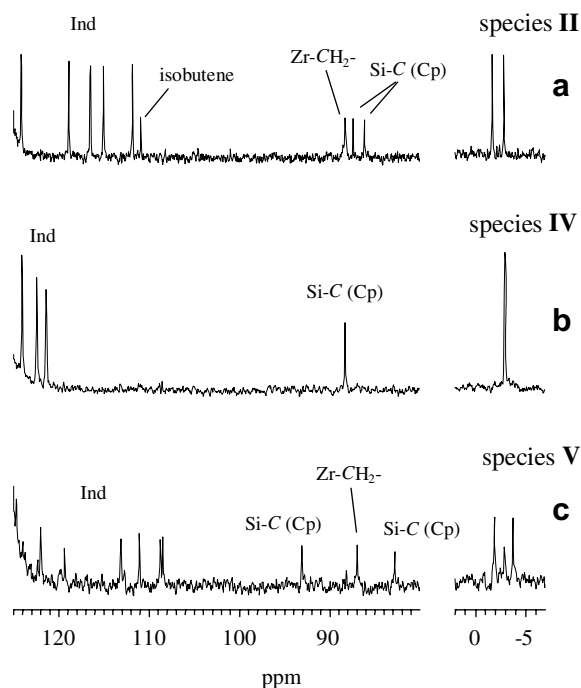 Ind
species II
Zr-CH2-
Si-C (Cp)
isobutene
a
Ind
species IV
Si-C (Cp)
b
species V
Ind
Zr-CH2-
Si-C (Cp)
Si-C (Cp)
c
120 110 100 90 0 -5
ppm